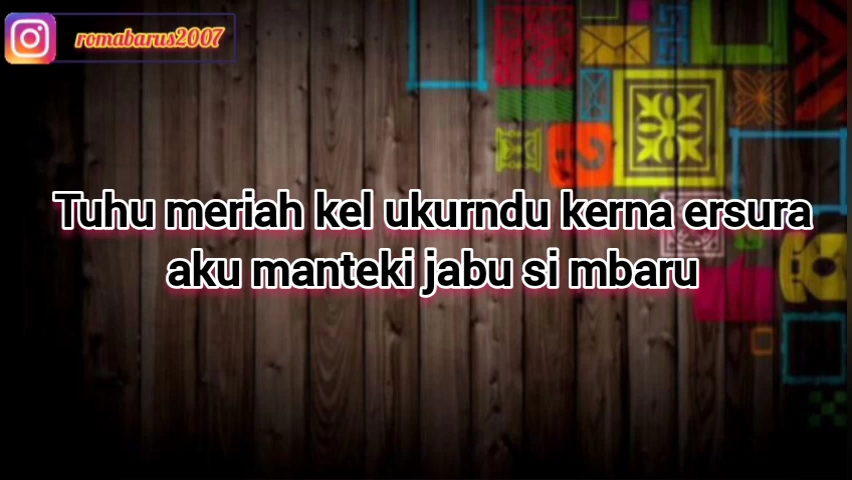 romabarus2007
Tuhu meriah kel ukurndu kerna ersura
aku manteki jabu si mbaru